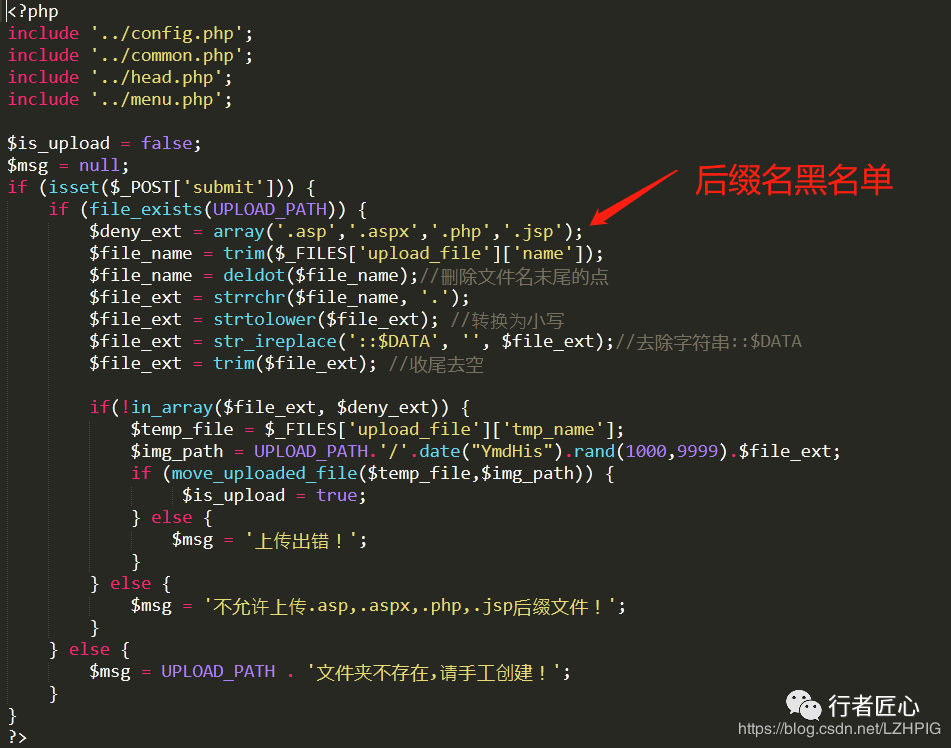 <?php
include '../config.php';
include '../common.php';
include '../head.php';
include '../menu.php';
$is_upload = false;
$msg = null;
if (isset($_POST['submit'])) {
    if (file_exists(UPLOAD_PATH)) {
后缀名黑名单
        $deny_ext = array('.asp','.aspx','.php','.jsp');
        $file_name = trim($_FILES['upload_file']['name']);
        $file_name = deldot($file_name);//删除文件名末尾的点
        $file_ext = strrchr($file_name, '.');
        $file_ext = strtolower($file_ext); //转换为小写
        $file_ext = str_ireplace('::$DATA', '', $file_ext);//去除字符串::$DATA
        $file_ext = trim($file_ext); //收尾去空
        if(!in_array($file_ext, $deny_ext)) {
            $temp_file = $_FILES['upload_file']['tmp_name'];
            $img_path = UPLOAD_PATH.'/'.date("YmdHis").rand(1000,9999).$file_ext;
            if (move_uploaded_file($temp_file,$img_path)) {
                $is_upload = true;
            } else {
                $msg = '上传出错！';
            }
        } else {
            $msg = '不允许上传.asp,.aspx,.php,.jsp后缀文件！';
        }
    } else {
        $msg = UPLOAD_PATH . '文件夹不存在,请手工创建！';
    }
}
?>
行者匠心
https://blog.csdn.net/LZHPIG